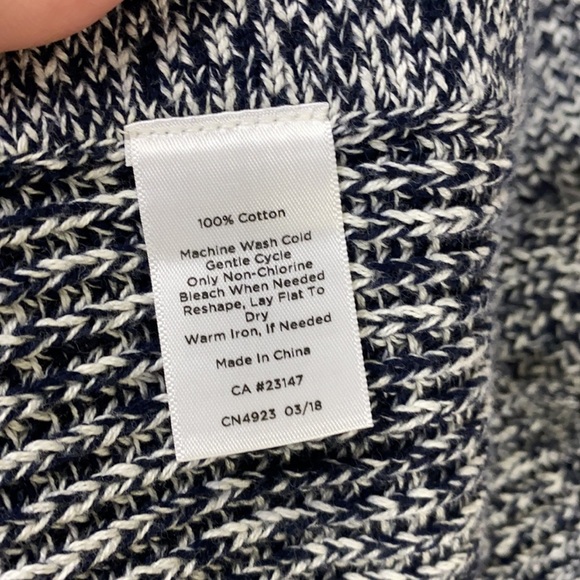 100% Cotton
Machine Wash Cold
Gentle Cycle
Only Non-Chlorine
Bleach When Needed
Reshape, Lay Flat To
Dry
Warm Iron, If Needed
Made In China
CA #23147
CN4923 03/18